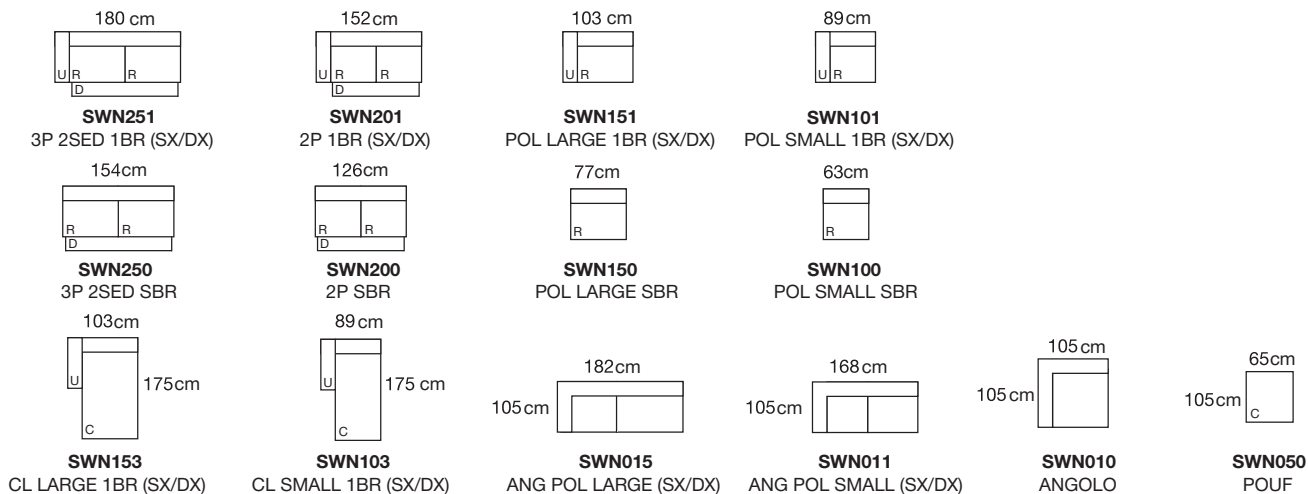 180 cm
152 cm
103 cm
89 cm
U R R
D
U R R
D
U R
U R
SWN251
SWN201
SWN151
SWN101
3P 2SED 1BR (SX/DX)
2P 1BR (SX/DX)
POL LARGE 1BR (SX/DX)
POL SMALL 1BR (SX/DX)
154cm
126cm
77cm
63cm
R R
D
R R
D
R
R
SWN250
SWN200
SWN150
SWN100
3P 2SED SBR
2P SBR
POL LARGE SBR
POL SMALL SBR
103cm
89 cm
182cm
168cm
105cm
65cm
U
175cm
C
U
175 cm
C
105cm
105cm
105cm
105cm
C
SWN153
SWN103
SWN015
SWN011
SWN010
SWN050
CL LARGE 1BR (SX/DX)
CL SMALL 1BR (SX/DX)
ANG POL LARGE (SX/DX)
ANG POL SMALL (SX/DX)
ANGOLO
POUF